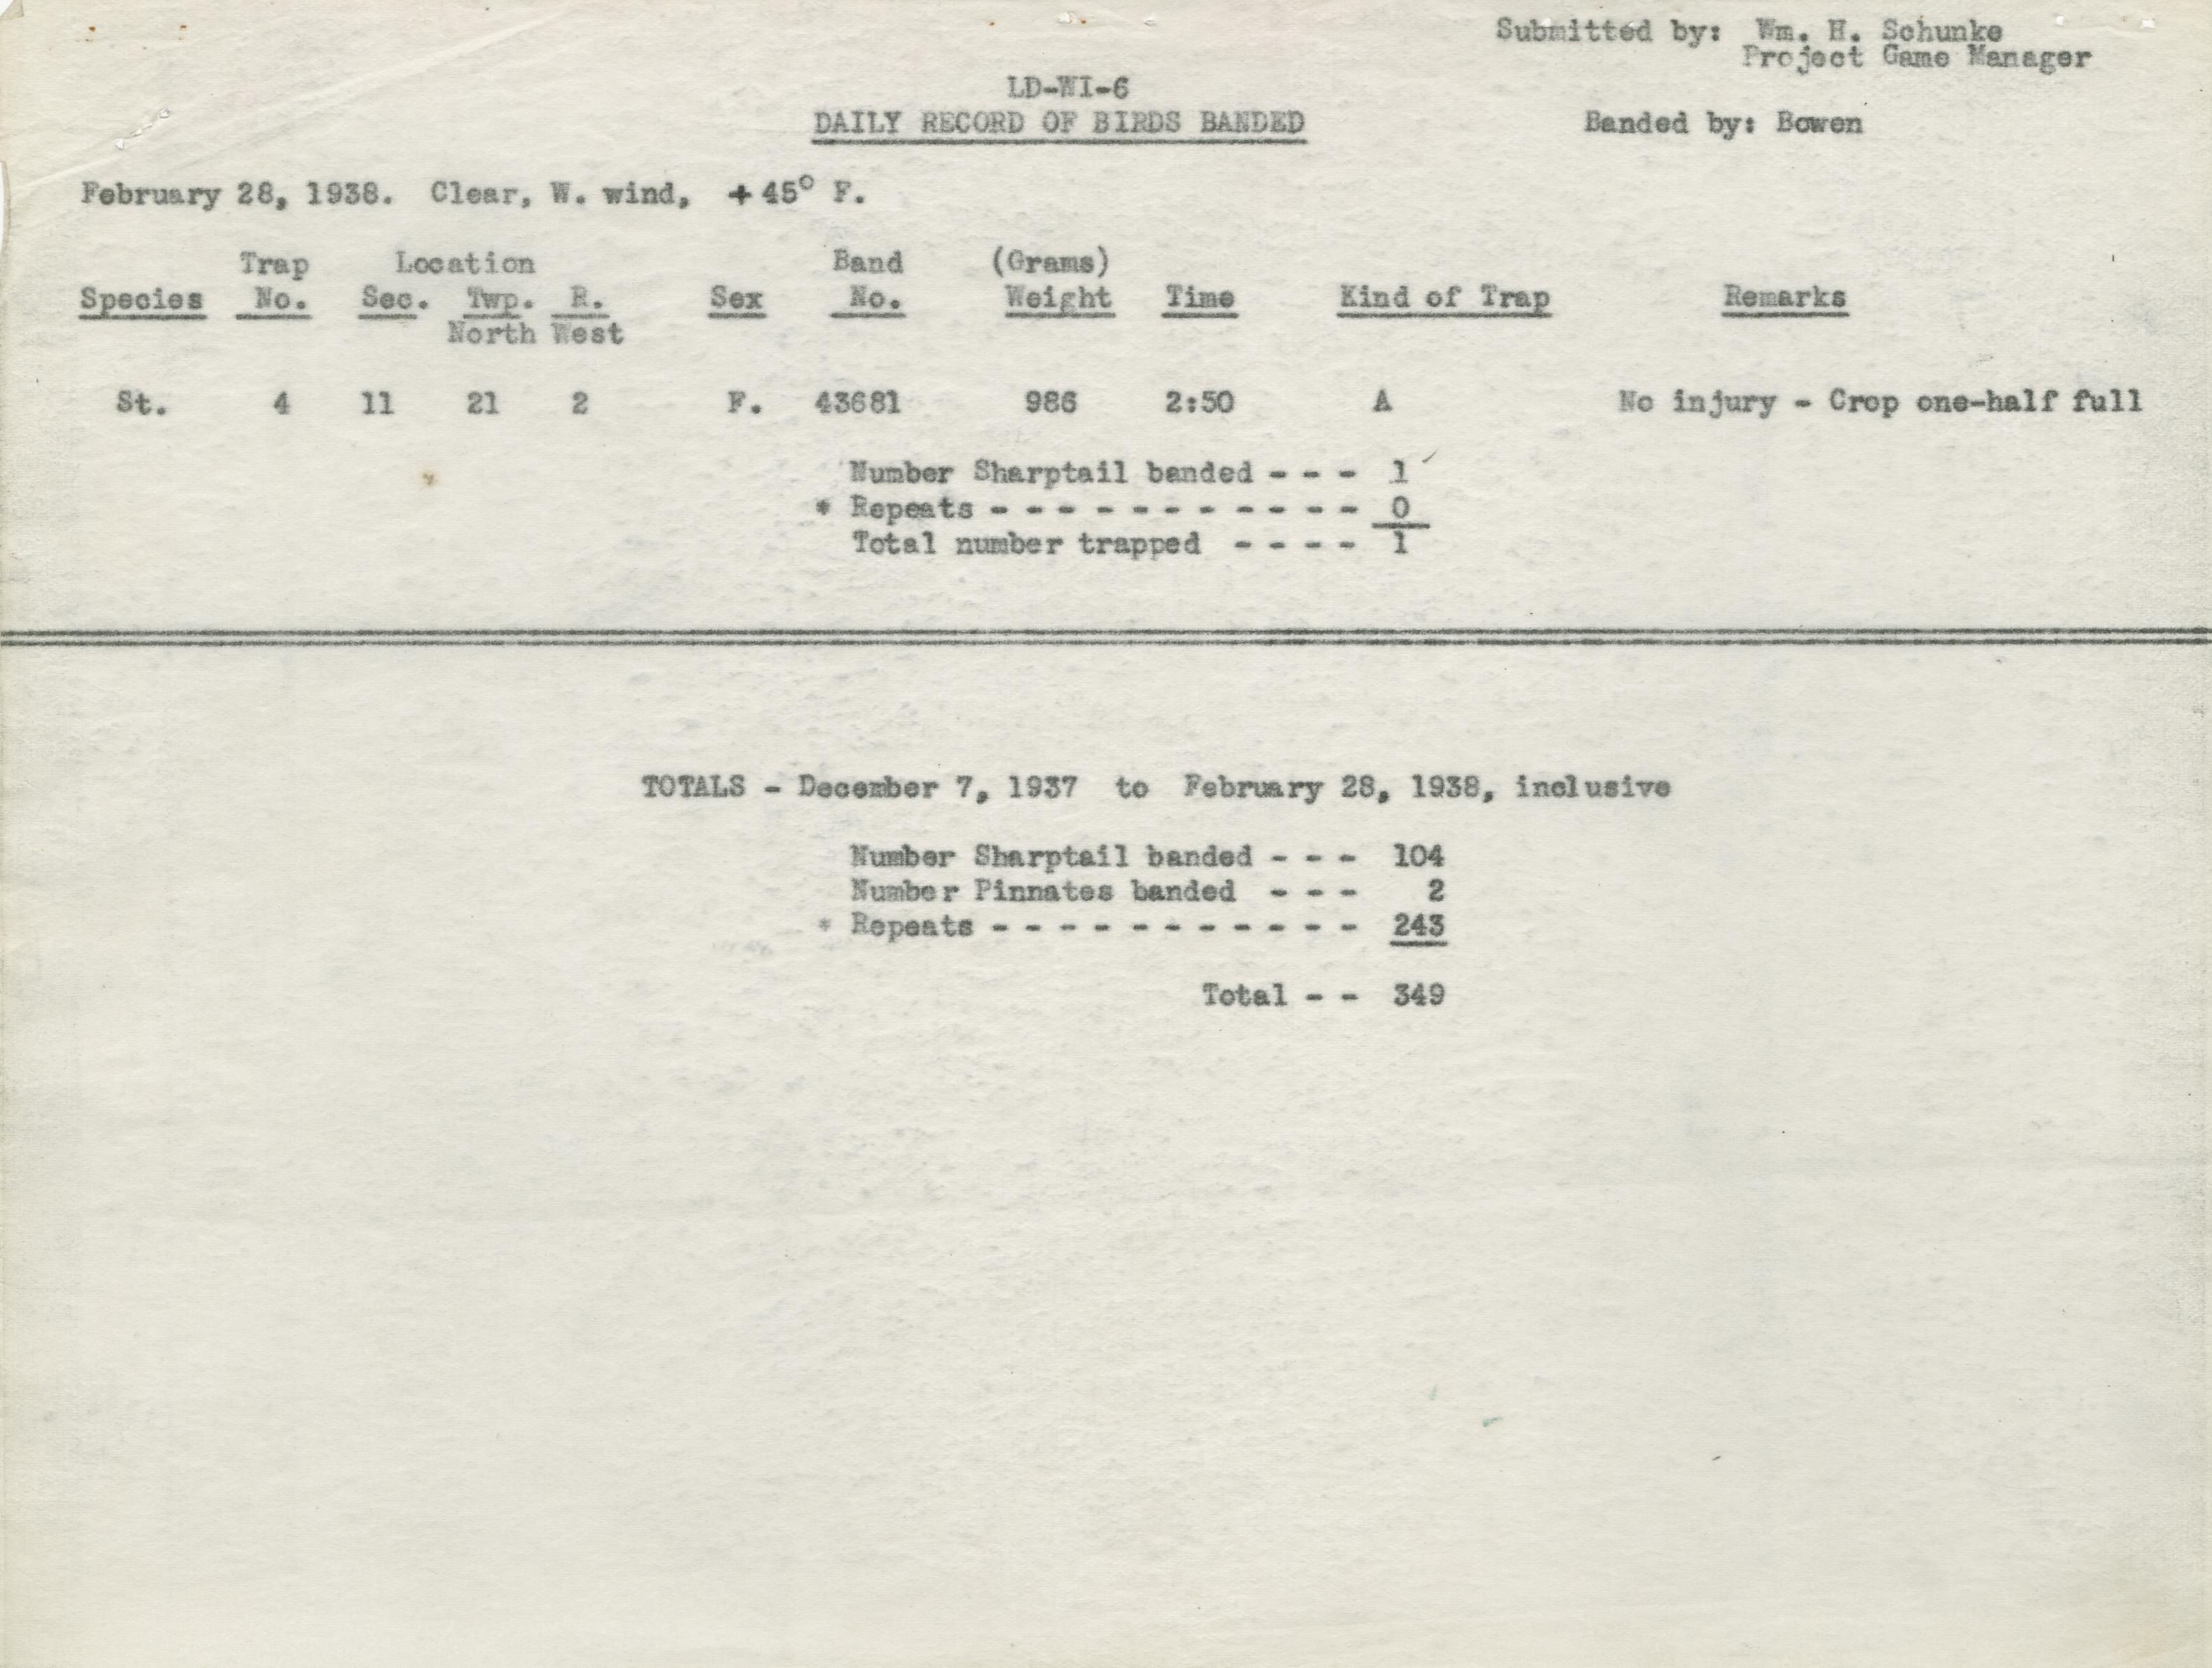 Submitted by: Wm. H. Schunke
Project Game Manager
LD-WI-6
DAILY RECORD OF BIRDS BANDED
Banded by: Bowen
February 28, 1938. Clear, W. wind, +45° F.
Trap Location Band (Grams)
Species No. Sec. Twp. R. Sex No. Weight Time Kind of Trap Remarks
North West
St. 4 11 21 2 F. 43681 986 2:50 A No injury - Crop one-half full
Number Sharptail banded - - - 1
* Repeats - - - - - - - - - - - 0
Total number trapped - - - - 1
TOTALS - December 7, 1937 to February 28, 1938, inclusive
Number Sharptail banded - - - 104
Number Pinnates banded - - - 2
* Repeats - - - - - - - - - - - 243
Total - - 349